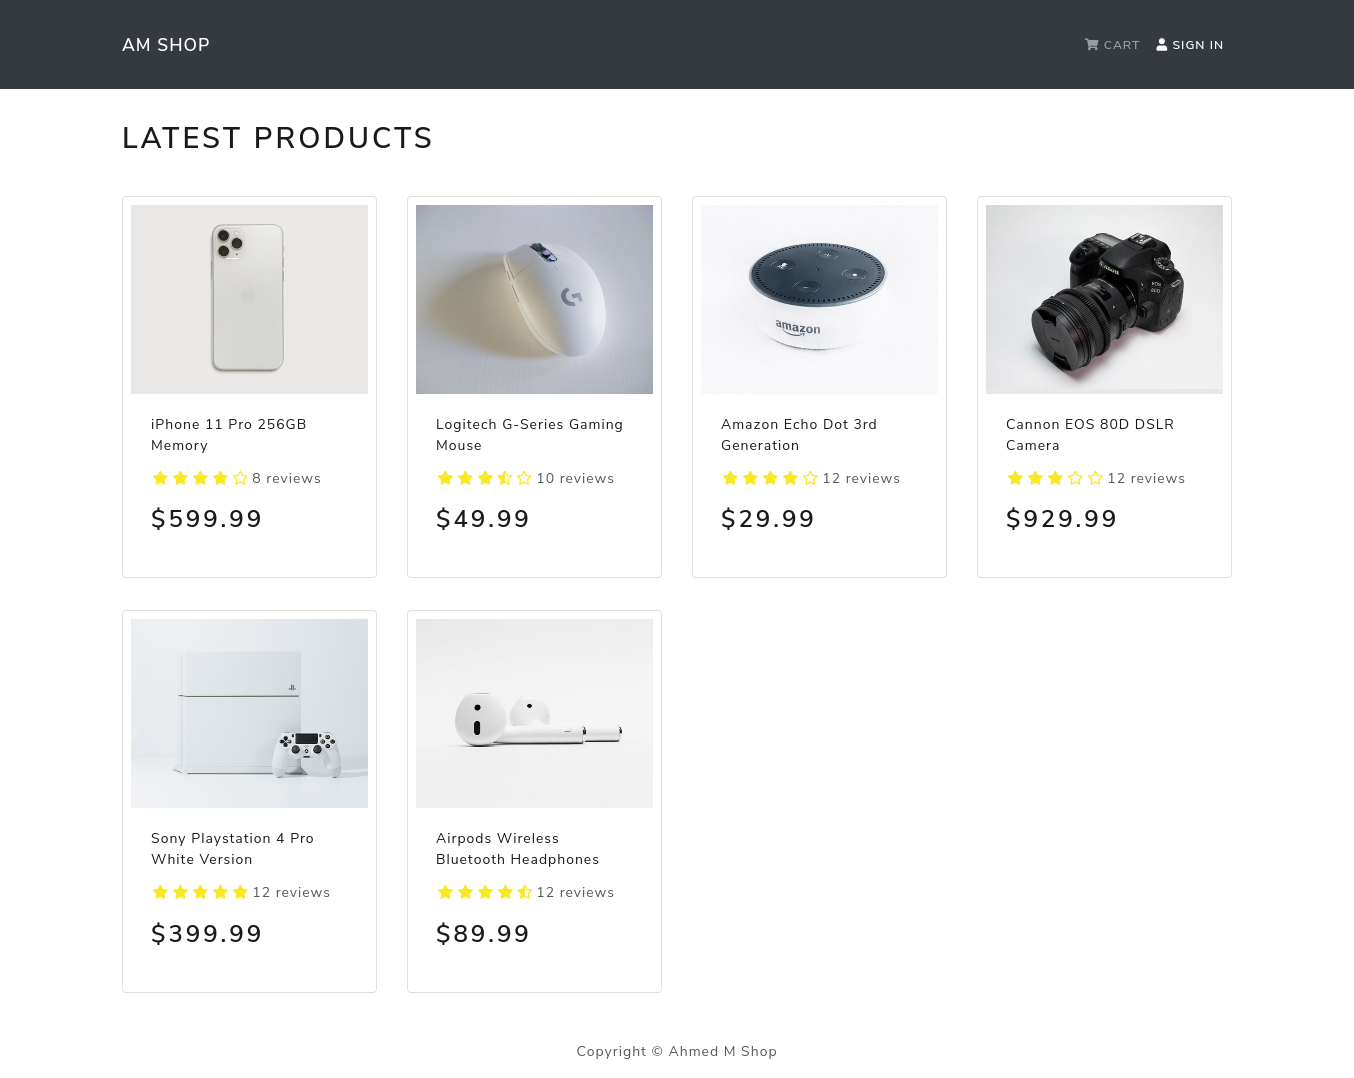 AM SHOP
CART
SIGN IN
LATEST PRODUCTS
amazon
Canon
EOS
80D
iPhone 11 Pro 256GB
Memory
8 reviews
$599.99
Logitech G-Series Gaming
Mouse
10 reviews
$49.99
Amazon Echo Dot 3rd
Generation
12 reviews
$29.99
Cannon EOS 80D DSLR
Camera
12 reviews
$929.99
Sony Playstation 4 Pro
White Version
12 reviews
$399.99
Airpods Wireless
Bluetooth Headphones
12 reviews
$89.99
Copyright © Ahmed M Shop